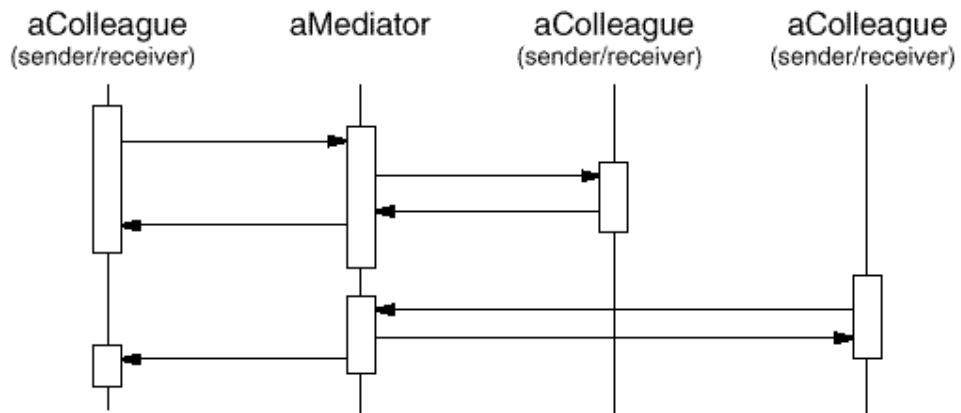 aColleague
(sender/receiver)
aMediator
aColleague
(sender/receiver)
aColleague
(sender/receiver)